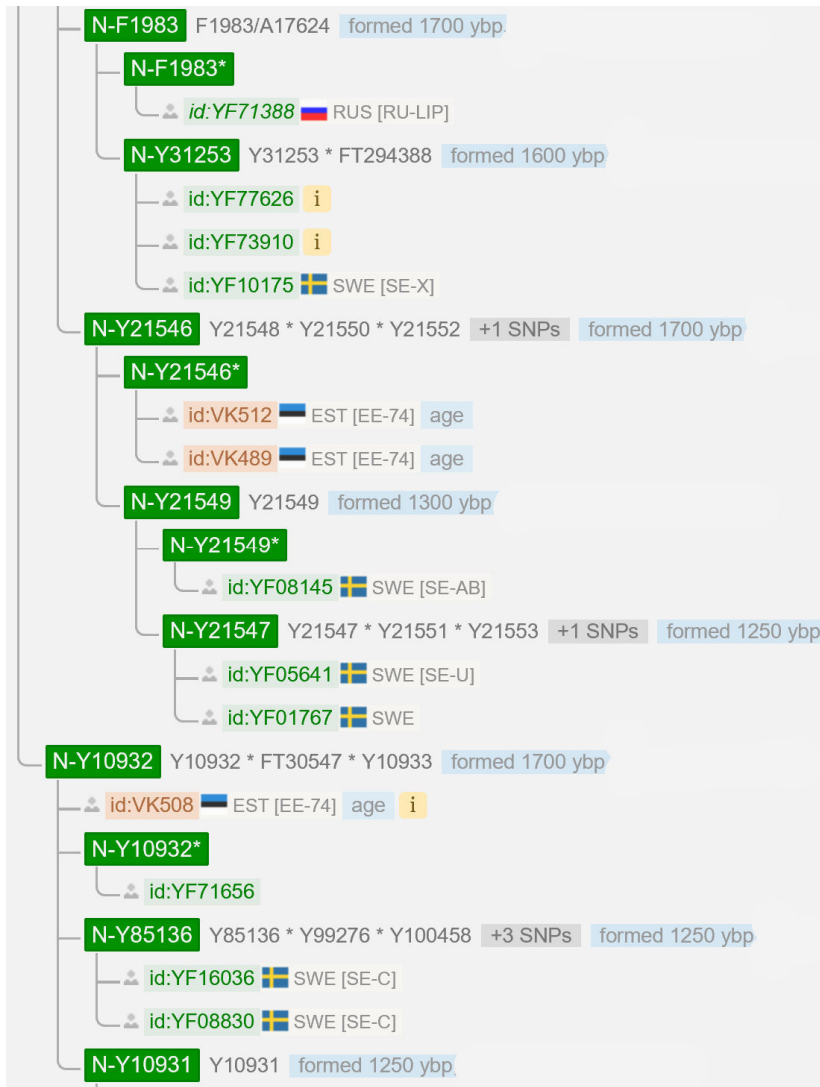 N-F1983 F1983/A17624 formed 1700 ybp
N-F1983*
id:YF71388 RUS [RU-LIP]
N-Y31253 Y31253 * FT294388 formed 1600 ybp
id:YF77626 i
id:YF73910 i
id:YF10175 SWE [SE-X]
N-Y21546 Y21548 * Y21550 * Y21552 +1 SNPs formed 1700 ybp
N-Y21546*
id:VK512 EST [EE-74] age
id:VK489 EST [EE-74] age
N-Y21549 Y21549 formed 1300 ybp
N-Y21549*
id:YF08145 SWE [SE-AB]
N-Y21547 Y21547 * Y21551 * Y21553 +1 SNPs formed 1250 ybp
id:YF05641 SWE [SE-U]
id:YF01767 SWE
N-Y10932 Y10932 * FT30547 * Y10933 formed 1700 ybp
id:VK508 EST [EE-74] age i
N-Y10932*
id:YF71656
N-Y85136 Y85136 * Y99276 * Y100458 +3 SNPs formed 1250 ybp
id:YF16036 SWE [SE-C]
id:YF08830 SWE [SE-C]
N-Y10931 Y10931 formed 1250 ybp